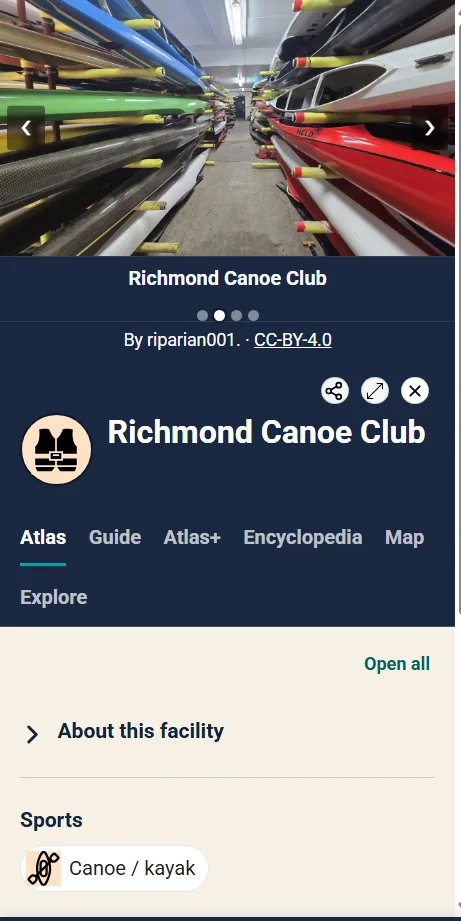 HELD
Richmond Canoe Club
By riparian001. · CC-BY-4.0
Richmond Canoe Club
Atlas Guide Atlas+ Encyclopedia Map
Explore
Open all
About this facility
Sports
Canoe / kayak